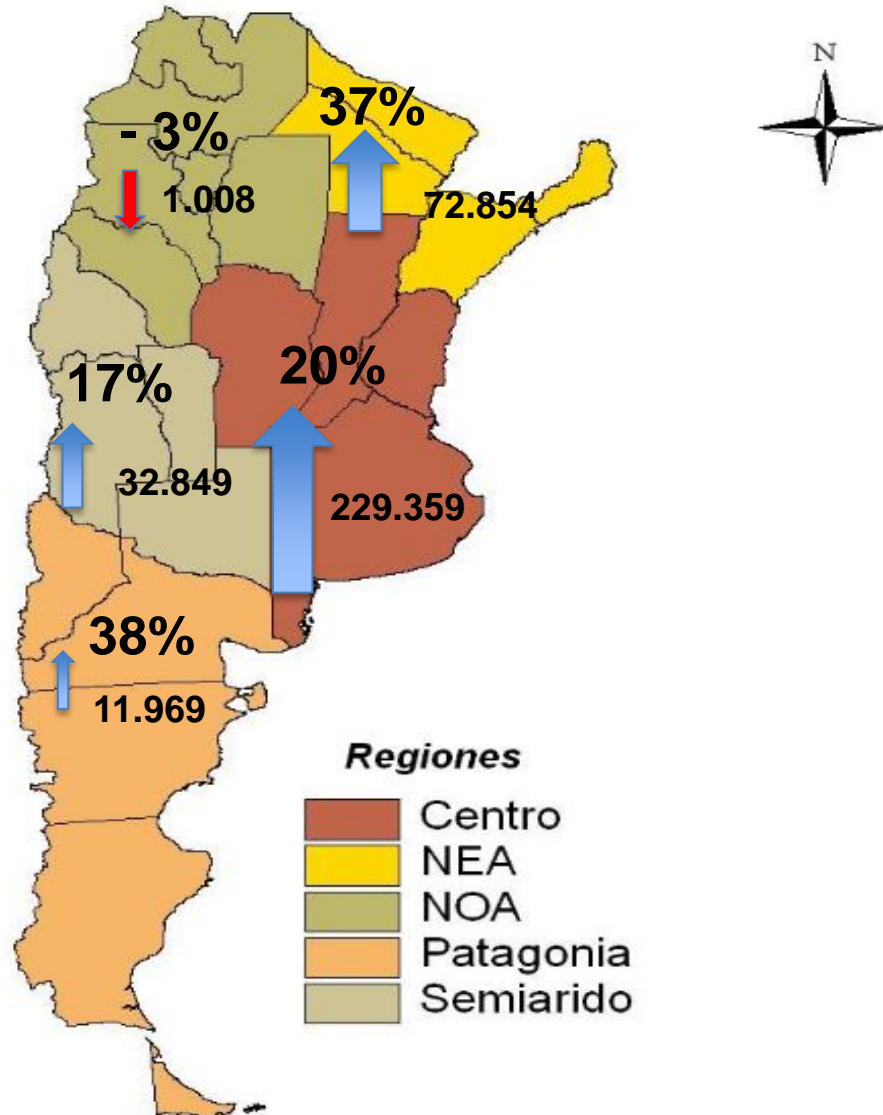 N
37%
- 3%
1.008
72.854
20%
17%
32.849
229.359
38%
11.969
Regiones
Centro
NEA
NOA
Patagonia
Semiarido